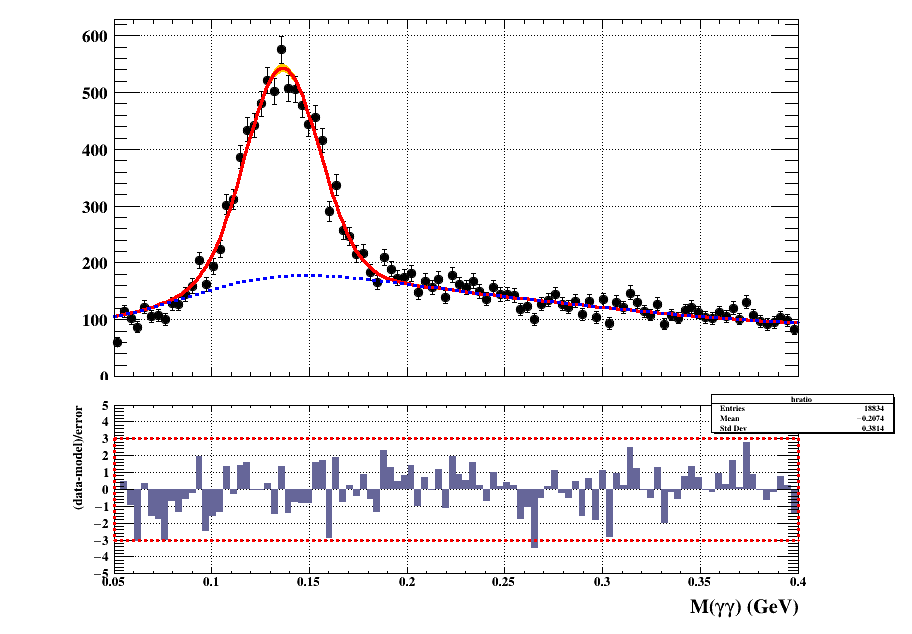 600
500
400
300
200
100
0
(data-model)/error
5
4
3
2
1
0
−1
−2
−3
−4
−5
hratio
Entries 18834
Mean −0.2074
Std Dev 0.3814
0.05 0.1 0.15 0.2 0.25 0.3 0.35 0.4
M(γγ) (GeV)